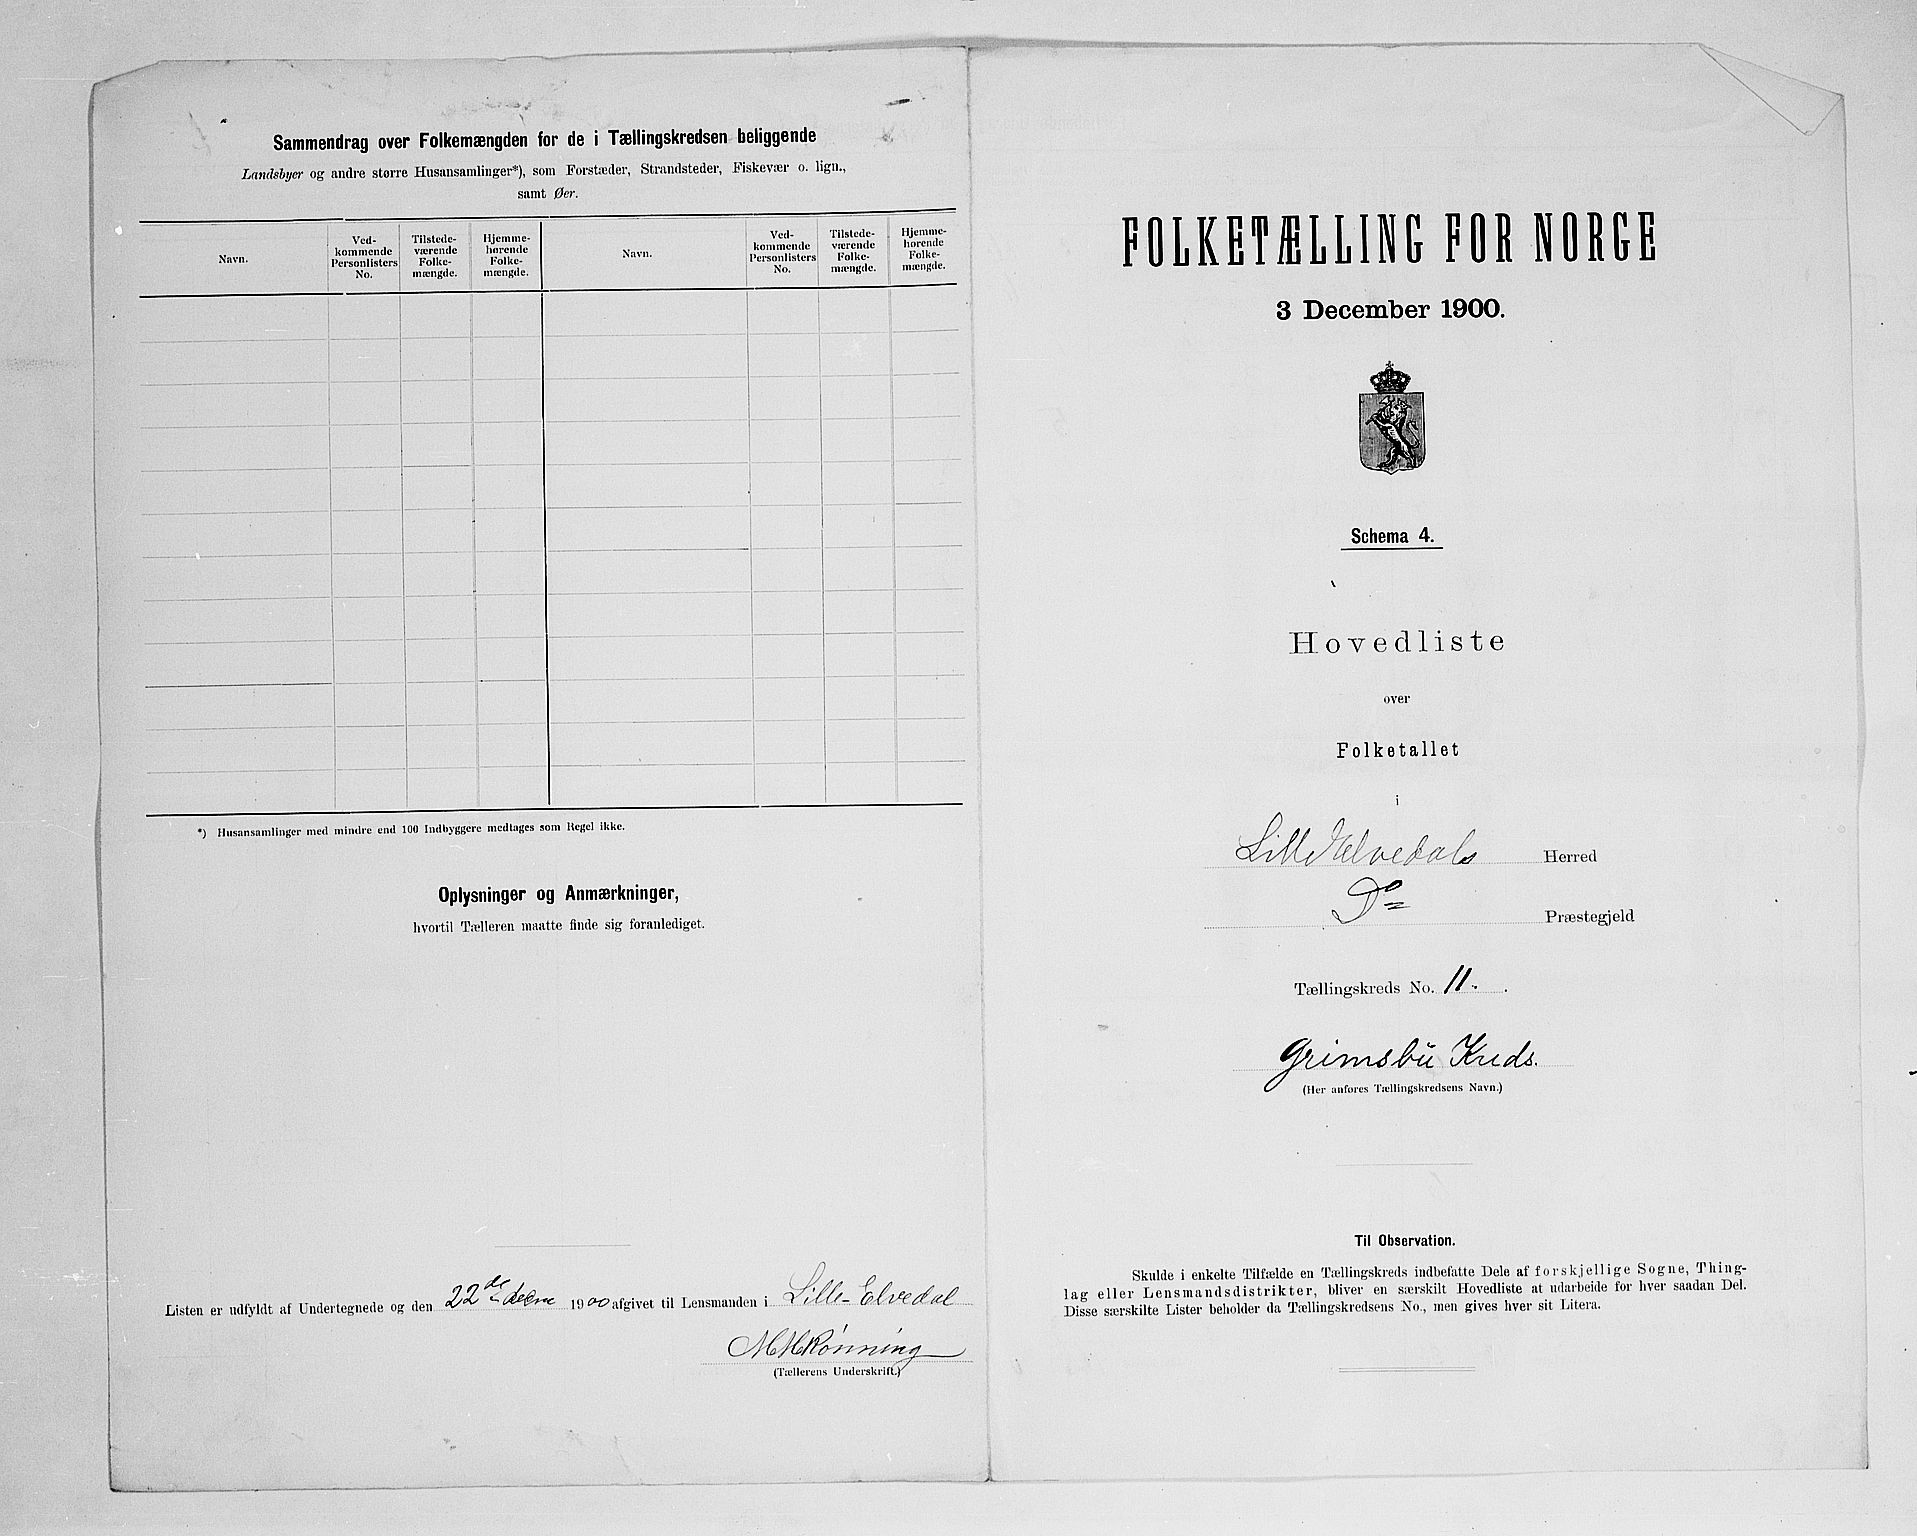 Sammendrag over Folkemængden for de i Tællingskredsen beliggende
Landsbyer og andre større Husansamlinger*), som Forstæder, Strandsteder, Fiskevær o. lign.,
samt Øer.
Navn.
Ved-
kommende
Personlisters
No.
Tilstede-
værende
Folke-
mængde.
Hjemme-
hørende
Folke-
mængde.
Navn.
Ved-
kommende
Personlisters
No.
Tilstede-
værende
Folke-
mængde.
Hjemme-
hørende
Folke-
mængde.
*) Husansamlinger med mindre end 100 Indbyggere medtages som Regel ikke.
Oplysninger og Anmærkninger,
hvortil Tælleren maatte finde sig foranlediget.
Listen er udfyldt af Undertegnede og den 22de decbr 1900 afgivet til Lensmanden i Lille-Elvedal
M H Rønning
(Tællerens Underskrift.)
FOLKETÆLLING FOR NORGE
3 December 1900.
Schema 4.
Hovedliste
over
Folketallet
i
Lille Elvedals Herred
Do Præstegjeld
Tællingskreds No. 11.
Grimsbü Kreds.
(Her anføres Tællingskredsens Navn.)
Til Observation.
Skulde i enkelte Tilfælde en Tællingskreds indbefatte Dele af forskjellige Sogne, Thing-
lag eller Lensmandsdistrikter, bliver en særskilt Hovedliste at udarbeide for hver saadan Del.
Disse særskilte Lister beholder da Tællingskredsens No., men gives hver sit Litera.